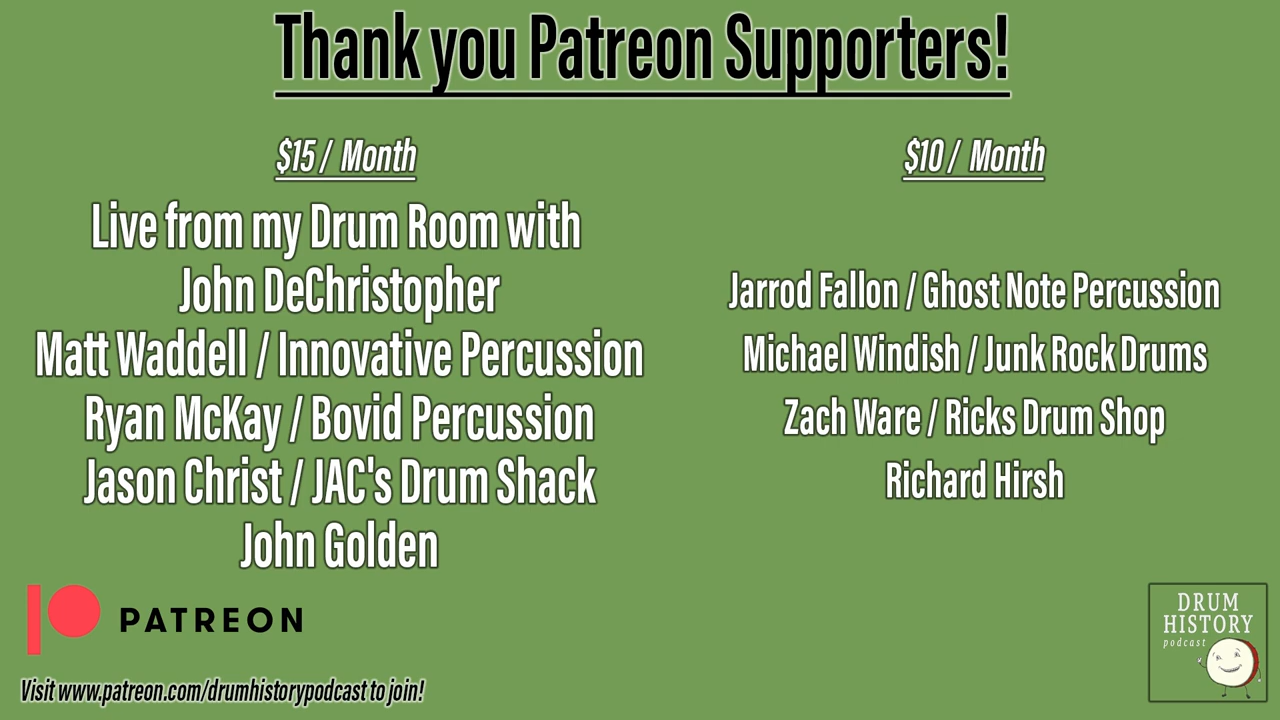 Thank you Patreon Supporters!
$15 / Month
Live from my Drum Room with
John DeChristopher
Matt Waddell / Innovative Percussion
Ryan McKay / Bovid Percussion
Jason Christ / JAC's Drum Shack
John Golden
$10 / Month
Jarrod Fallon / Ghost Note Percussion
Michael Windish / Junk Rock Drums
Zach Ware / Ricks Drum Shop
Richard Hirsh
PATREON
Visit www.patreon.com/drumhistorypodcast to join!
DRUM
HISTORY
podcast